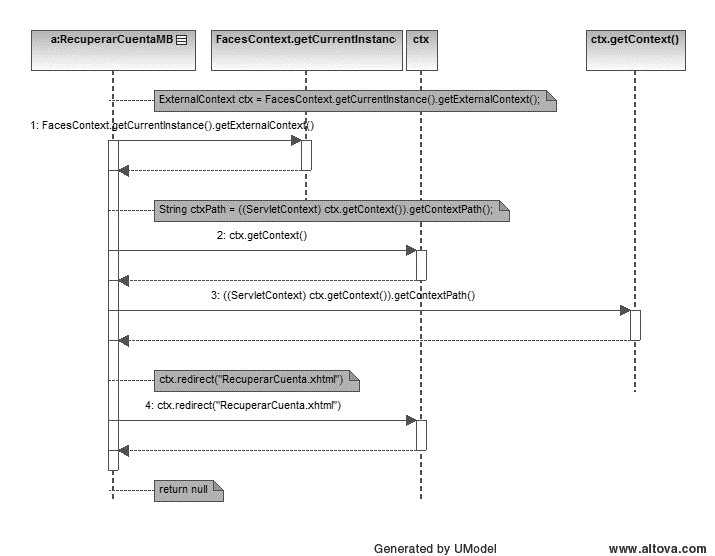 a:RecuperarCuentaMB
FacesContext.getCurrentInstanc
ctx
ctx.getContext()
ExternalContext ctx = FacesContext.getCurrentInstance().getExternalContext();
1: FacesContext.getCurrentInstance().getExternalContext()
String ctxPath = ((ServletContext) ctx.getContext()).getContextPath();
2: ctx.getContext()
3: ((ServletContext) ctx.getContext()).getContextPath()
ctx.redirect("RecuperarCuenta.xhtml")
4: ctx.redirect("RecuperarCuenta.xhtml")
return null
Generated by UModel
www.altova.com